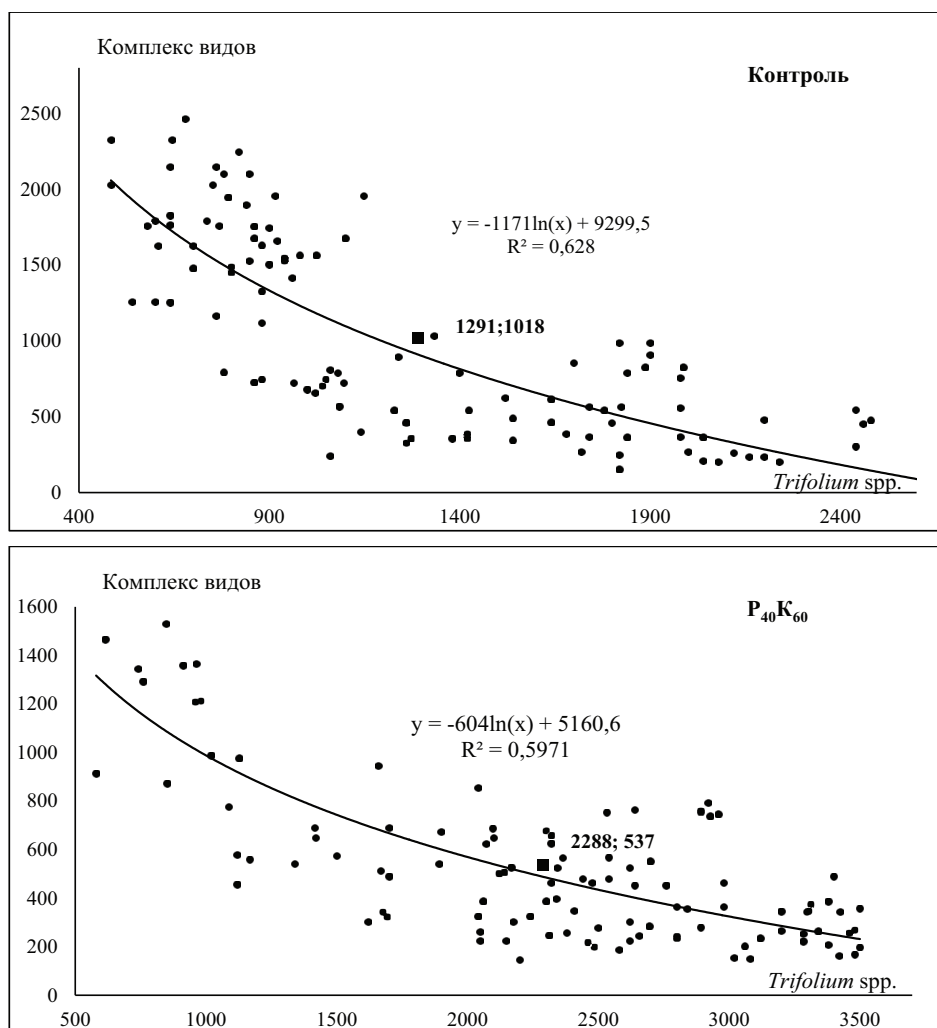 Комплекс видов
Контроль
2500
2000
y = -1171ln(x) + 9299,5
R² = 0,628
1500
1291;1018
1000
500
0
Trifolium spp.
400 900 1400 1900 2400
Комплекс видов
P₄₀K₆₀
1600
1400
1200
y = -604ln(x) + 5160,6
R² = 0,5971
1000
800
2288; 537
600
400
200
0
Trifolium spp.
500 1000 1500 2000 2500 3000 3500